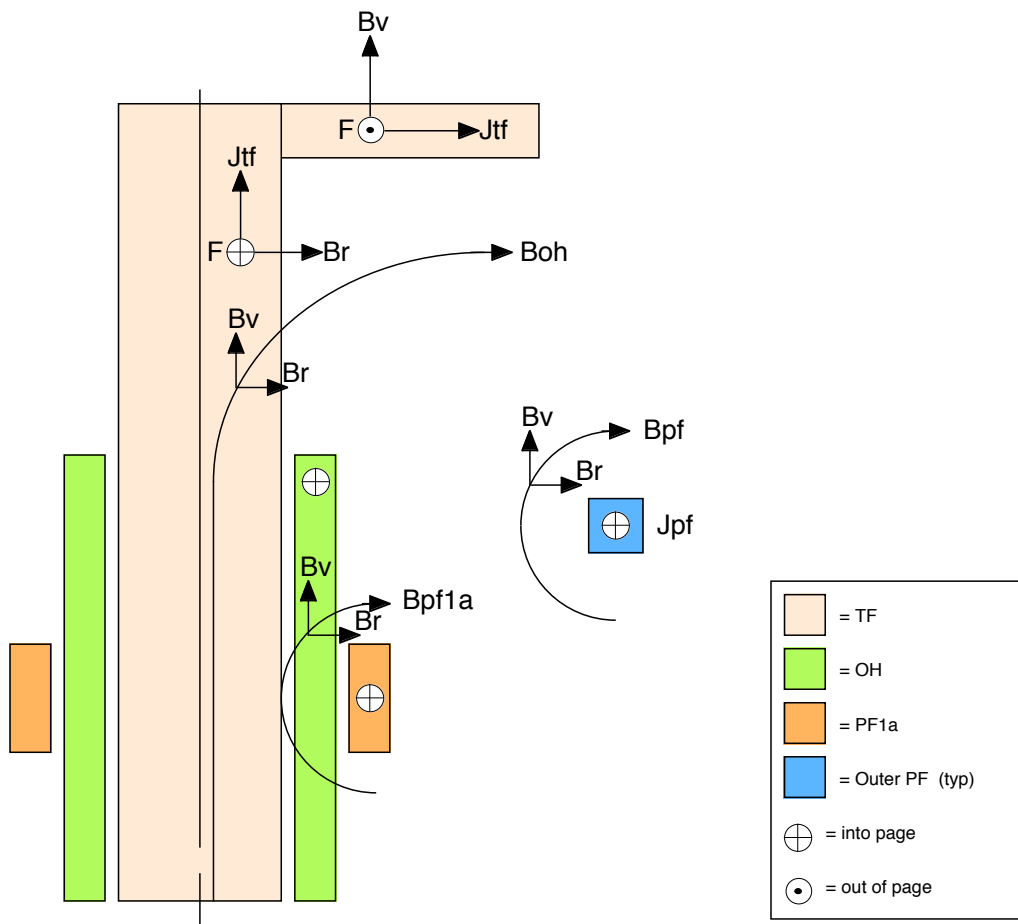 Bv
F
Jtf
Jtf
F
Br
Boh
Bv
Br
Bv
Bpf
Br
Jpf
Bv
Bpf1a
Br
= TF
= OH
= PF1a
= Outer PF (typ)
= into page
= out of page